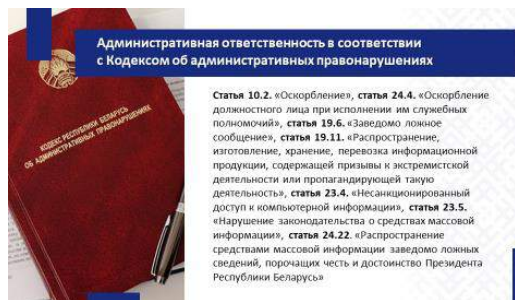 Административная ответственность в соответствии
с Кодексом об административных правонарушениях
Статья 10.2. «Оскорбление», статья 24.4. «Оскорбление
должностного лица при исполнении им служебных
полномочий», статья 19.6. «Заведомо ложное
сообщение», статья 19.11. «Распространение,
изготовление, хранение, перевозка информационной
продукции, содержащей призывы к экстремистской
деятельности или пропагандирующей такую
деятельность», статья 23.4. «Несанкционированный
доступ к компьютерной информации», статья 23.5.
«Нарушение законодательства о средствах массовой
информации», статья 24.22. «Распространение
средствами массовой информации заведомо ложных
сведений, порочащих честь и достоинство Президента
Республики Беларусь»
КОДЕКС РЕСПУБЛИКИ БЕЛАРУСЬ
ОБ АДМИНИСТРАТИВНЫХ ПРАВОНАРУШЕНИЯХ